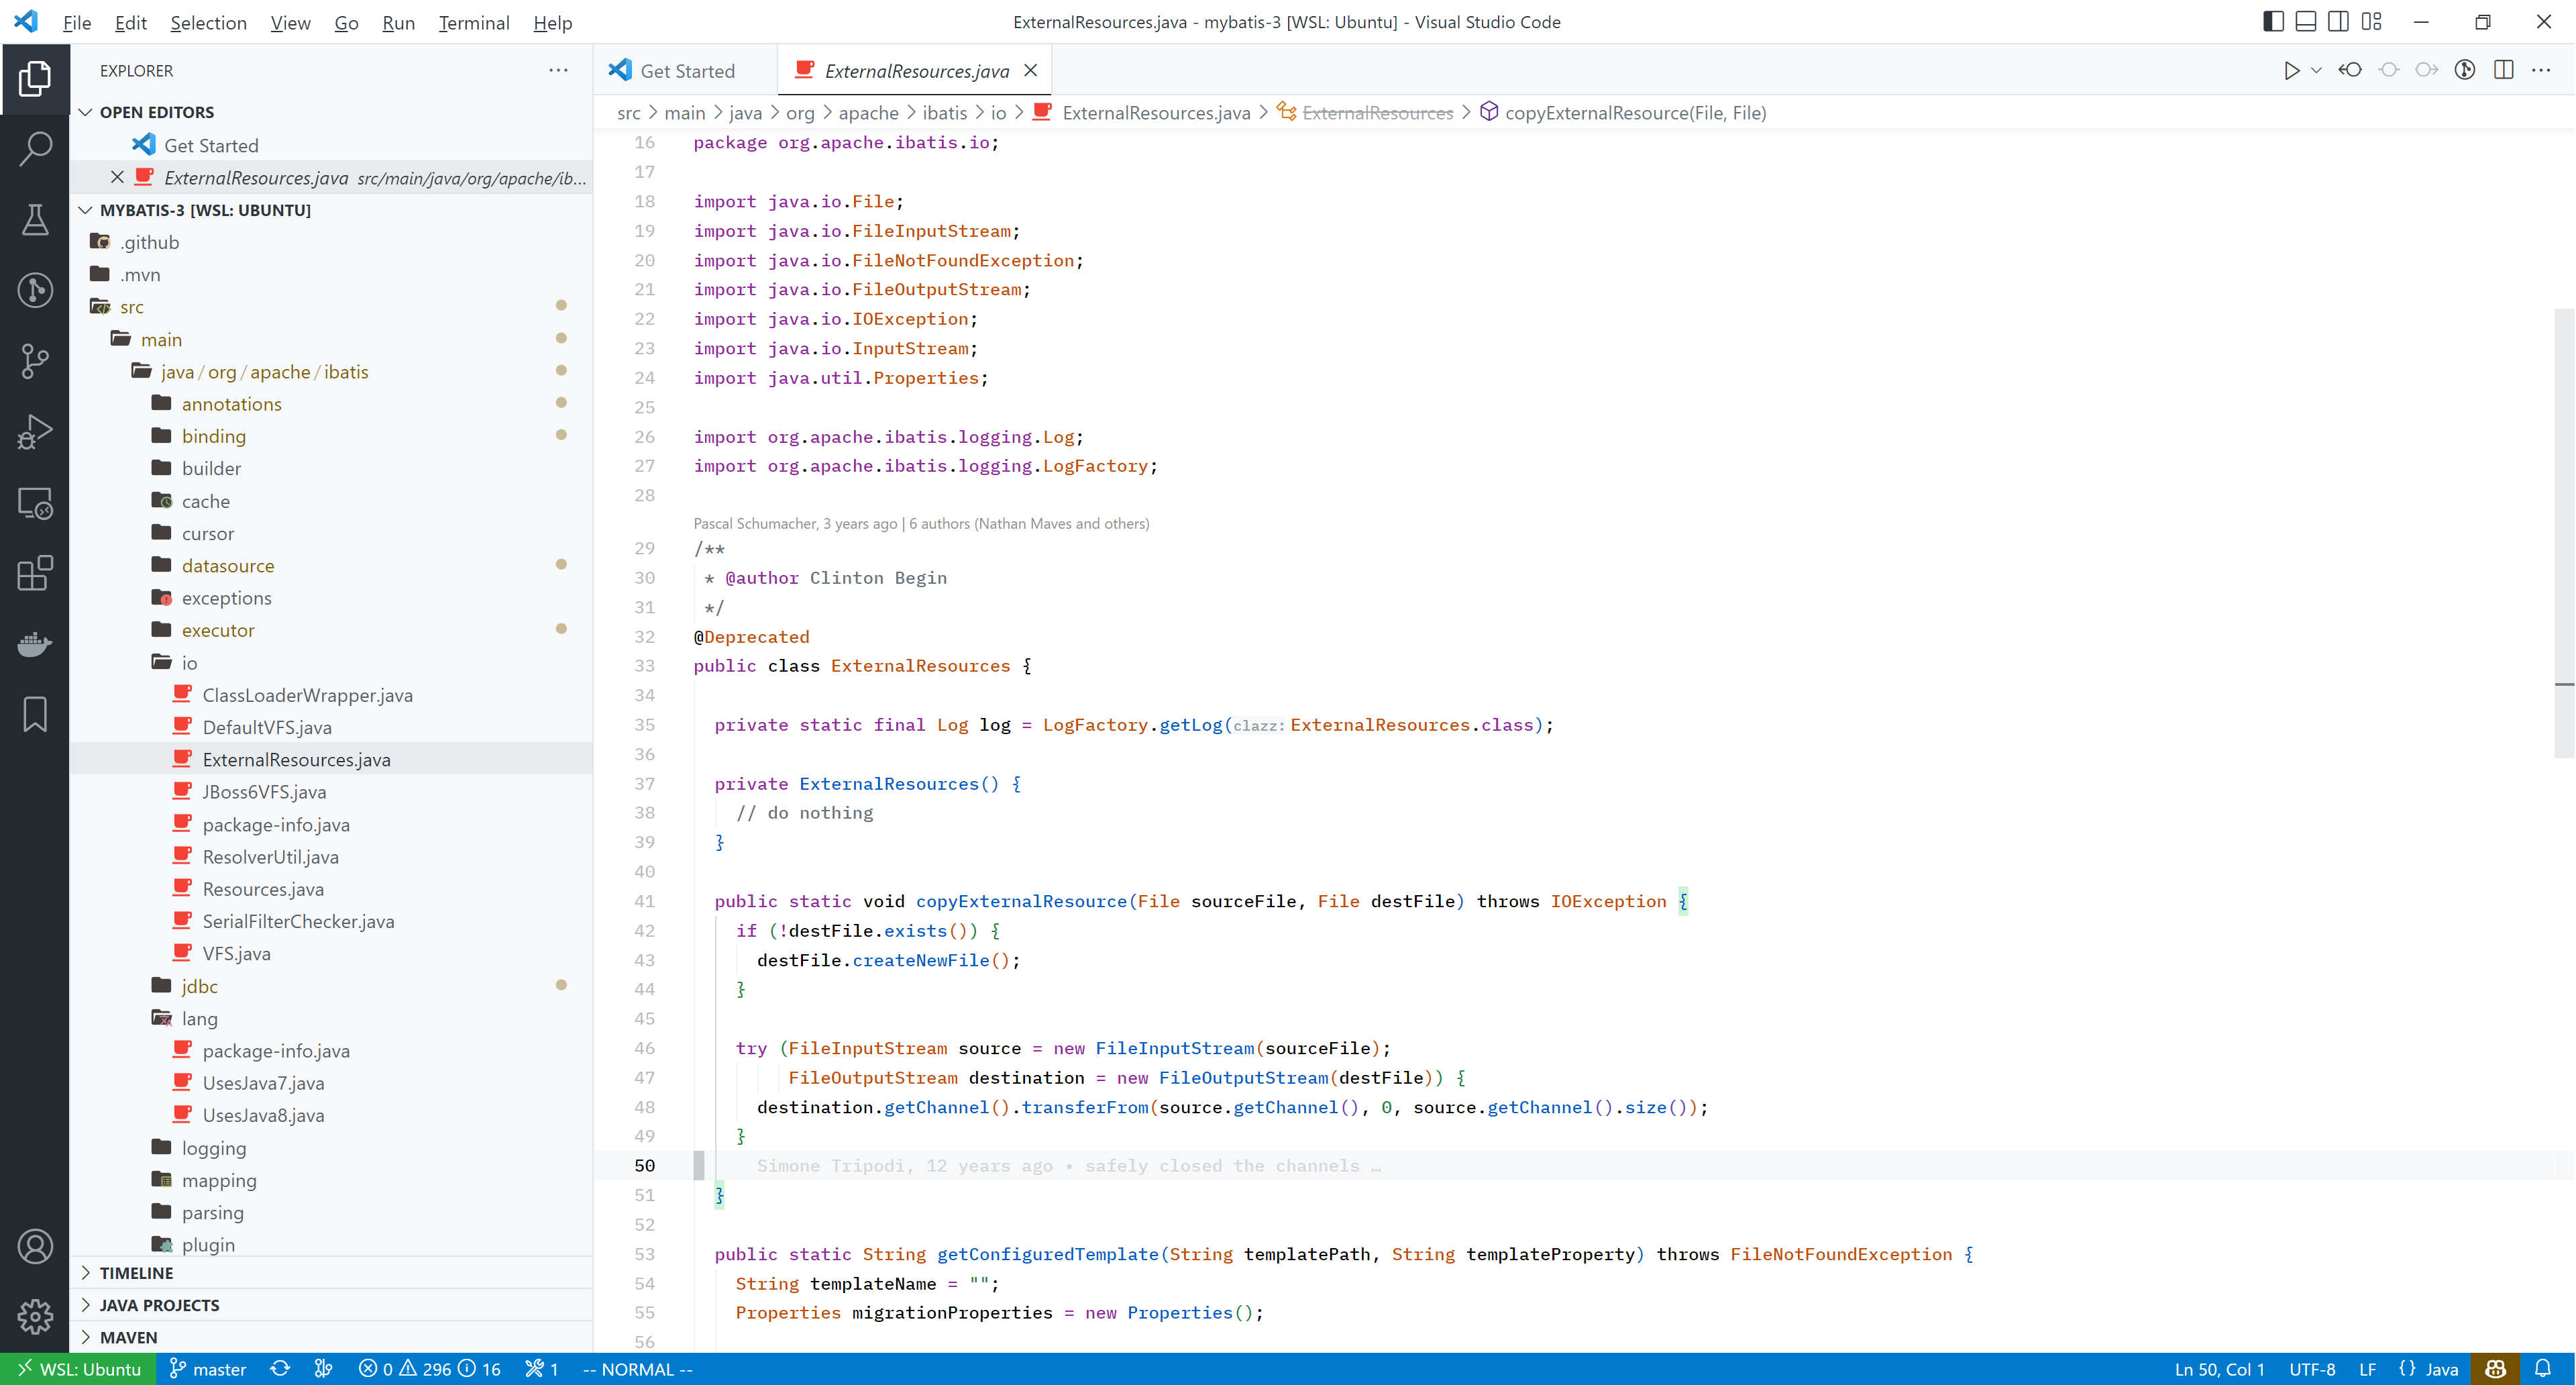 File Edit Selection View Go Run Terminal Help
ExternalResources.java - mybatis-3 [WSL: Ubuntu] - Visual Studio Code
EXPLORER
OPEN EDITORS
Get Started
ExternalResources.java src/main/java/org/apache/ib...
MYBATIS-3 [WSL: UBUNTU]
.github
.mvn
src
main
java/org/apache/ibatis
annotations
binding
builder
cache
cursor
datasource
exceptions
executor
io
ClassLoaderWrapper.java
DefaultVFS.java
ExternalResources.java
JBoss6VFS.java
package-info.java
ResolverUtil.java
Resources.java
SerialFilterChecker.java
VFS.java
jdbc
lang
package-info.java
UsesJava7.java
UsesJava8.java
logging
mapping
parsing
plugin
TIMELINE
JAVA PROJECTS
MAVEN
Get Started ExternalResources.java
src > main > java > org > apache > ibatis > io > ExternalResources.java > ExternalResources > copyExternalResource(File, File)
16 package org.apache.ibatis.io;
17
18 import java.io.File;
19 import java.io.FileInputStream;
20 import java.io.FileNotFoundException;
21 import java.io.FileOutputStream;
22 import java.io.IOException;
23 import java.io.InputStream;
24 import java.util.Properties;
25
26 import org.apache.ibatis.logging.Log;
27 import org.apache.ibatis.logging.LogFactory;
28
Pascal Schumacher, 3 years ago | 6 authors (Nathan Maves and others)
29 /**
30 * @author Clinton Begin
31 */
32 @Deprecated
33 public class ExternalResources {
34
35 private static final Log log = LogFactory.getLog(clazz:ExternalResources.class);
36
37 private ExternalResources() {
38 // do nothing
39 }
40
41 public static void copyExternalResource(File sourceFile, File destFile) throws IOException {
42 if (!destFile.exists()) {
43 destFile.createNewFile();
44 }
45
46 try (FileInputStream source = new FileInputStream(sourceFile);
47 FileOutputStream destination = new FileOutputStream(destFile)) {
48 destination.getChannel().transferFrom(source.getChannel(), 0, source.getChannel().size());
49 }
50 Simone Tripodi, 12 years ago • safely closed the channels …
51 }
52
53 public static String getConfiguredTemplate(String templatePath, String templateProperty) throws FileNotFoundException {
54 String templateName = "";
55 Properties migrationProperties = new Properties();
56
WSL: Ubuntu master 0 296 16 1 -- NORMAL -- Ln 50, Col 1 UTF-8 LF {} Java